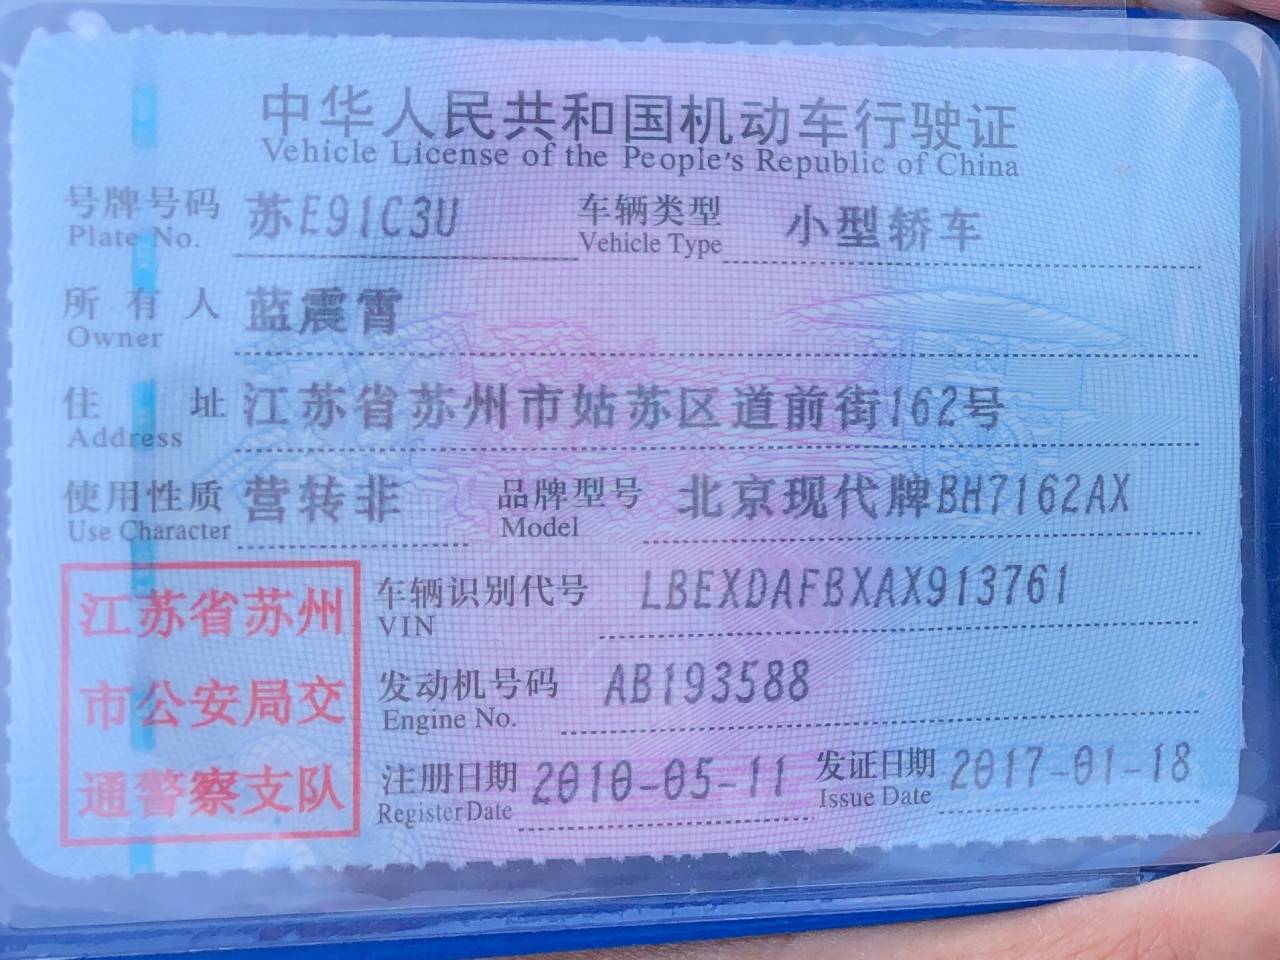 中华人民共和国机动车行驶证
Vehicle License of the People's Republic of China
号牌号码 苏E91C3U 车辆类型 小型轿车
Plate No. Vehicle Type
所有人 蓝震霄
Owner
住址 江苏省苏州市姑苏区道前街162号
Address
使用性质 营转非 品牌型号 北京现代牌BH7162AX
Use Character Model
江苏省苏州
市公安局交
通警察支队
车辆识别代号 LBEXDAFBXAX913761
VIN
发动机号码 AB193588
Engine No.
注册日期 2010-05-11 发证日期 2017-01-18
Register Date Issue Date